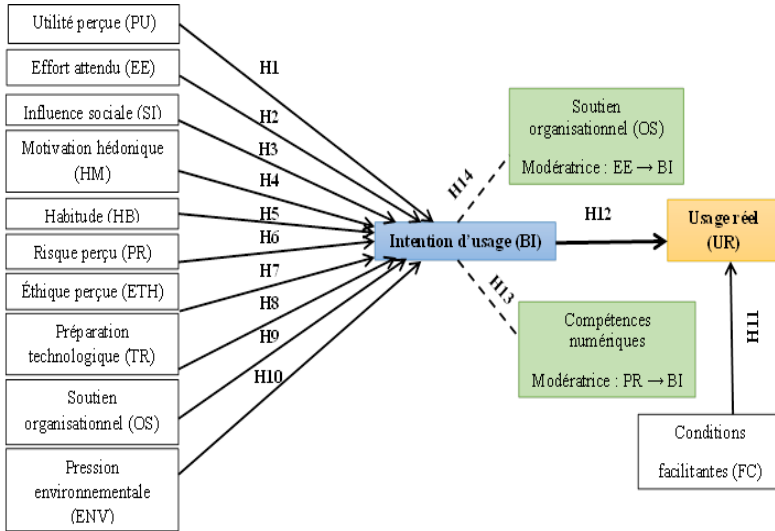 Utilité perçue (PU)
Effort attendu (EE)
Influence sociale (SI)
Motivation hédonique
(HM)
Habitude (HB)
Risque perçu (PR)
Éthique perçue (ETH)
Préparation
technologique (TR)
Soutien
organisationnel (OS)
Pression
environnementale
(ENV)
H1
H2
H3
H4
H5
H6
H7
H8
H9
H10
Intention d'usage (BI)
H14
Soutien
organisationnel (OS)
Modératrice : EE → BI
H13
Compétences
numériques
Modératrice : PR → BI
H12
Usage réel
(UR)
H11
Conditions
facilitantes (FC)